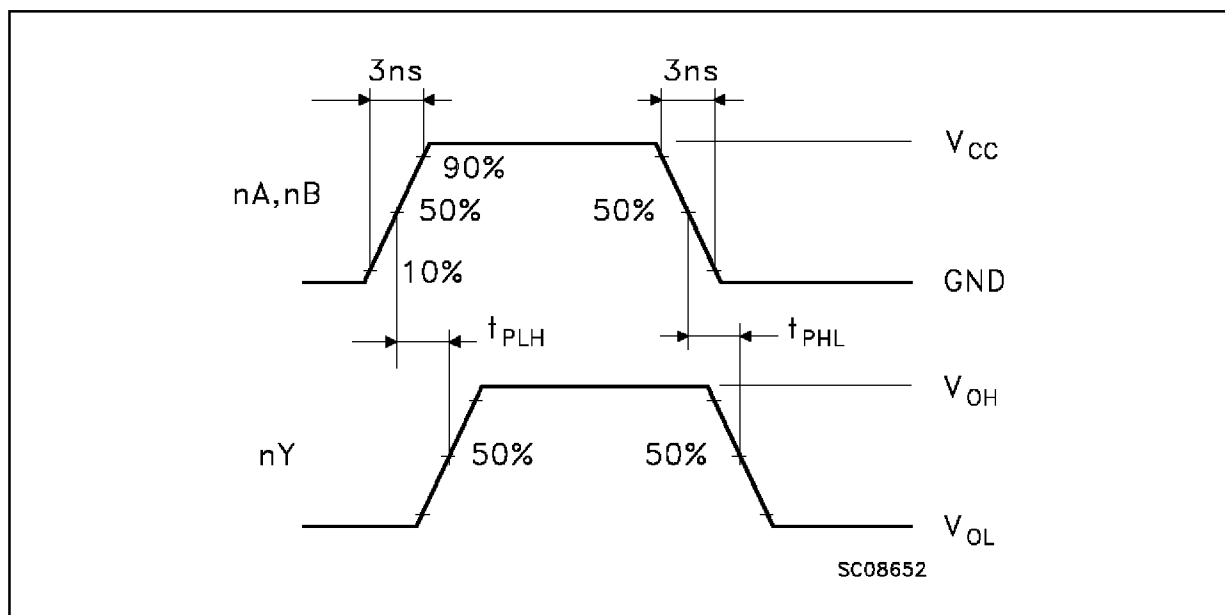 3ns 3ns
V_CC
90%
nA,nB
50% 50%
10%
GND
t_PLH t_PHL
V_OH
nY
50% 50%
V_OL
SC08652